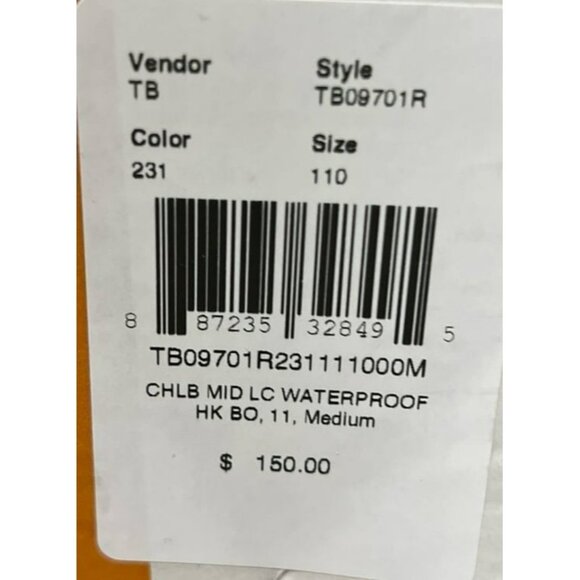 Vendor Style
TB TB09701R
Color Size
231 110
8 87235 32849 5
TB09701R231111000M
CHLB MID LC WATERPROOF
HK BO, 11, Medium
$ 150.00